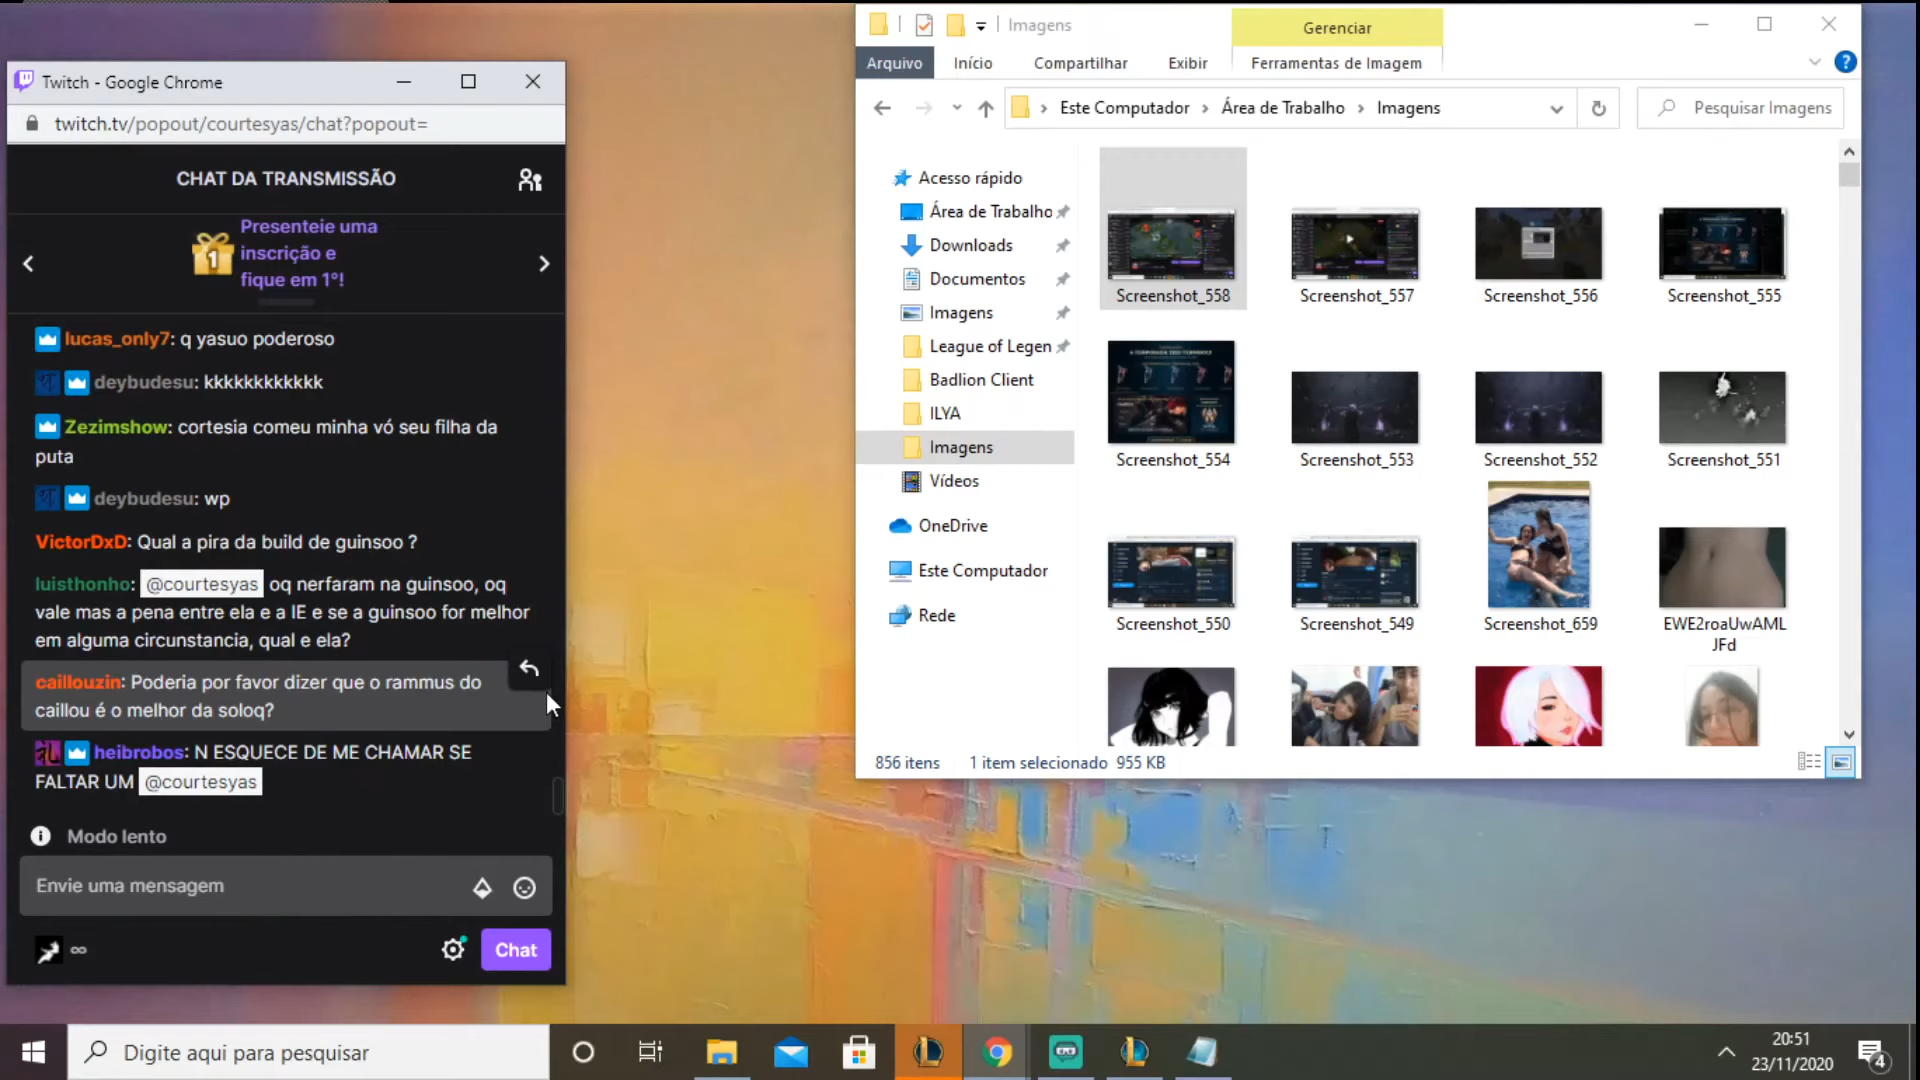 Twitch - Google Chrome
twitch.tv/popout/courtesyas/chat?popout=
CHAT DA TRANSMISSÃO
Presenteie uma
inscrição e
fique em 1º!
1
lucas_only7: q yasuo poderoso
deybudesu: kkkkkkkkkkkk
Zezimshow: cortesia comeu minha vó seu filha da
puta
deybudesu: wp
VictorDxD: Qual a pira da build de guinsoo ?
luisthonho: @courtesyas oq nerfaram na guinsoo, oq
vale mas a pena entre ela e a IE e se a guinsoo for melhor
em alguma circunstancia, qual e ela?
caillouzin: Poderia por favor dizer que o rammus do
caillou é o melhor da soloq?
heibrobos: N ESQUECE DE ME CHAMAR SE
FALTAR UM @courtesyas
Modo lento
Envie uma mensagem
∞
Chat
Imagens
Gerenciar
Arquivo
Início
Compartilhar
Exibir
Ferramentas de Imagem
Este Computador
Área de Trabalho
Imagens
Pesquisar Imagens
Acesso rápido
Área de Trabalho
Downloads
Documentos
Imagens
League of Legen
Badlion Client
ILYA
Imagens
Vídeos
OneDrive
Este Computador
Rede
Screenshot_558
Screenshot_557
Screenshot_556
Screenshot_555
Screenshot_554
Screenshot_553
Screenshot_552
Screenshot_551
Screenshot_550
Screenshot_549
Screenshot_659
EWE2roaUwAML
JFd
856 itens
1 item selecionado 955 KB
Digite aqui para pesquisar
20:51
23/11/2020
4